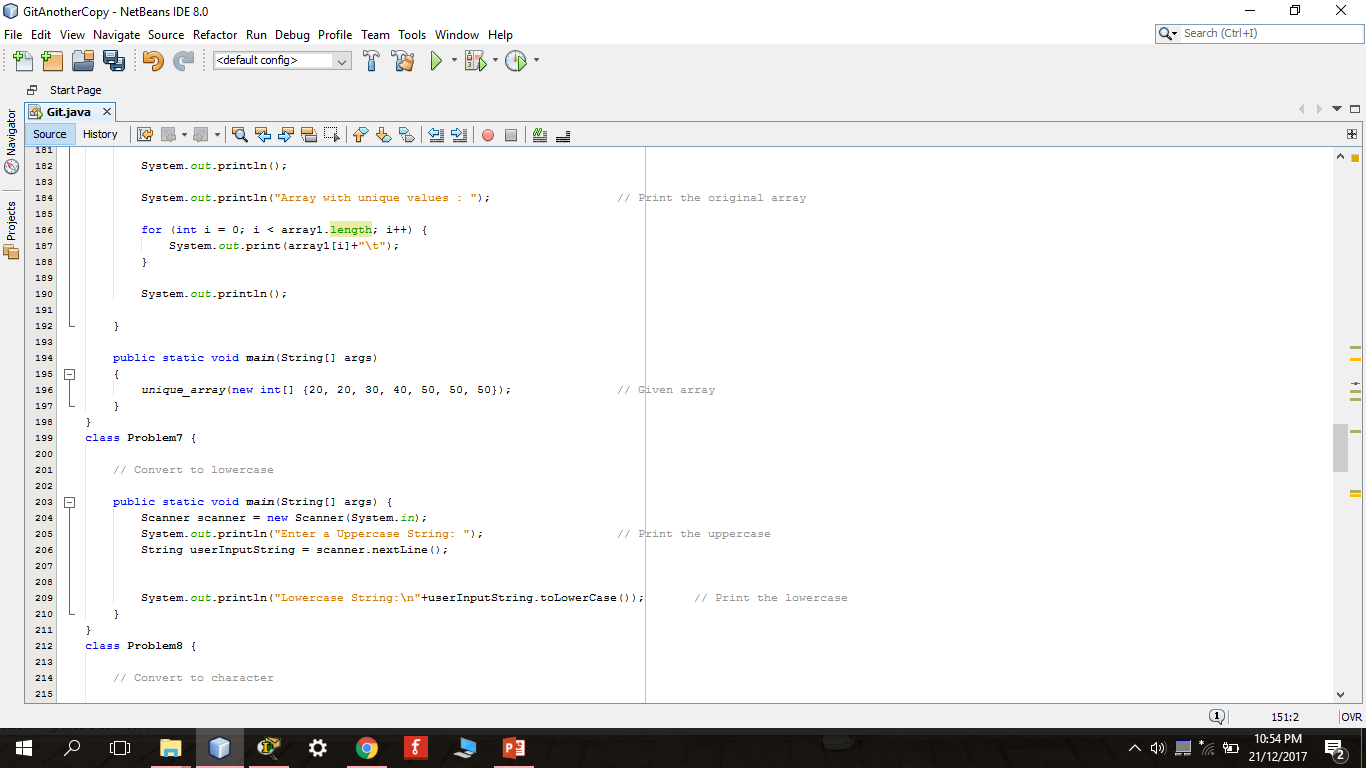 GitAnotherCopy - NetBeans IDE 8.0
File Edit View Navigate Source Refactor Run Debug Profile Team Tools Window Help
Search (Ctrl+I)
<default config>
Start Page
Git.java
Navigator
Projects
Source History
181
182 System.out.println();
183
184 System.out.println("Array with unique values : "); // Print the original array
185
186 for (int i = 0; i < array1.length; i++) {
187 System.out.print(array1[i]+"\t");
188 }
189
190 System.out.println();
191
192 }
193
194 public static void main(String[] args)
195 {
196 unique_array(new int[] {20, 20, 30, 40, 50, 50, 50}); // Given array
197 }
198 }
199 class Problem7 {
200
201 // Convert to lowercase
202
203 public static void main(String[] args) {
204 Scanner scanner = new Scanner(System.in);
205 System.out.println("Enter a Uppercase String: "); // Print the uppercase
206 String userInputString = scanner.nextLine();
207
208
209 System.out.println("Lowercase String:\n"+userInputString.toLowerCase()); // Print the lowercase
210 }
211 }
212 class Problem8 {
213
214 // Convert to character
215
1 151:2 OVR
10:54 PM
21/12/2017
2